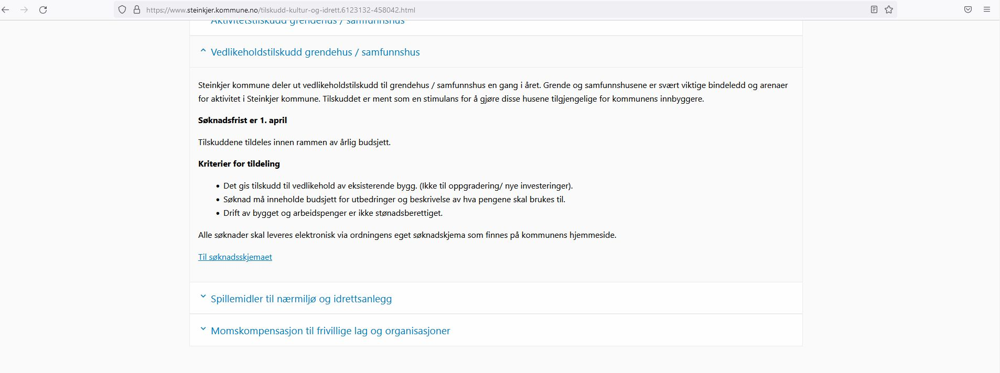 https://www.steinkjer.kommune.no/tilskudd-kultur-og-idrett.6123132-458042.html
Aktivitetstilskudd grendehus / samfunnshus
Vedlikeholdstilskudd grendehus / samfunnshus
Steinkjer kommune deler ut vedlikeholdstilskudd til grendehus / samfunnshus en gang i året. Grende og samfunnshusene er svært viktige bindeledd og arenaer
for aktivitet i Steinkjer kommune. Tilskuddet er ment som en stimulans for å gjøre disse husene tilgjengelige for kommunens innbyggere.
Søknadsfrist er 1. april
Tilskuddene tildeles innen rammen av årlig budsjett.
Kriterier for tildeling
• Det gis tilskudd til vedlikehold av eksisterende bygg. (Ikke til oppgradering/ nye investeringer).
• Søknad må inneholde budsjett for utbedringer og beskrivelse av hva pengene skal brukes til.
• Drift av bygget og arbeidspenger er ikke stønadsberettiget.
Alle søknader skal leveres elektronisk via ordningens eget søknadskjema som finnes på kommunens hjemmeside.
Til søknadsskjemaet
Spillemidler til nærmiljø og idrettsanlegg
Momskompensasjon til frivillige lag og organisasjoner